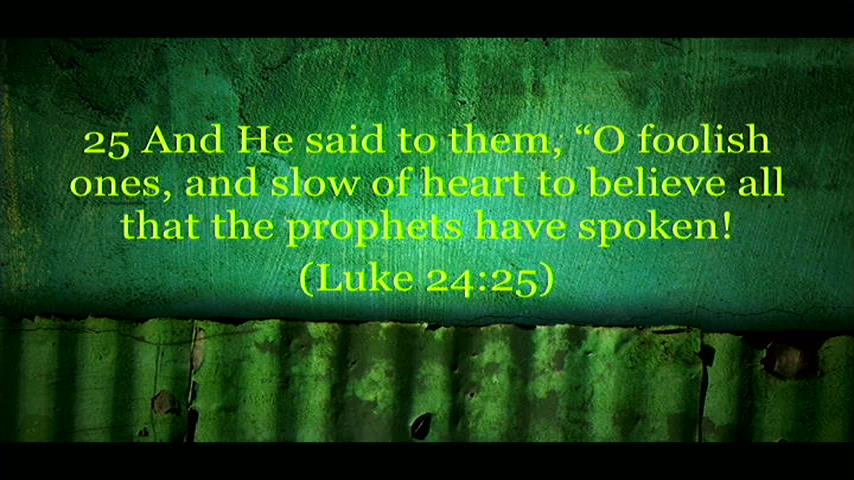 25 And He said to them, “O foolish
ones, and slow of heart to believe all
that the prophets have spoken!
(Luke 24:25)